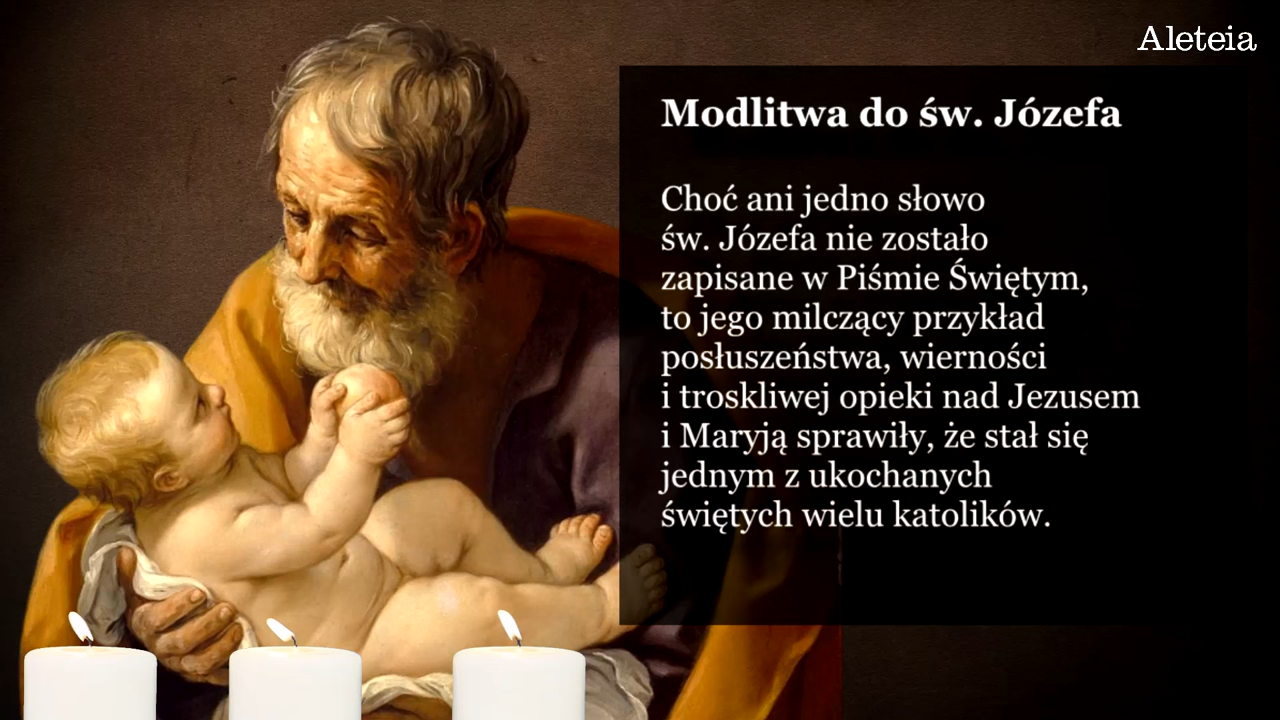 Aleteia
Modlitwa do św. Józefa
Choć ani jedno słowo
św. Józefa nie zostało
zapisane w Piśmie Świętym,
to jego milczący przykład
posłuszeństwa, wierności
i troskliwej opieki nad Jezusem
i Maryją sprawiły, że stał się
jednym z ukochanych
świętych wielu katolików.